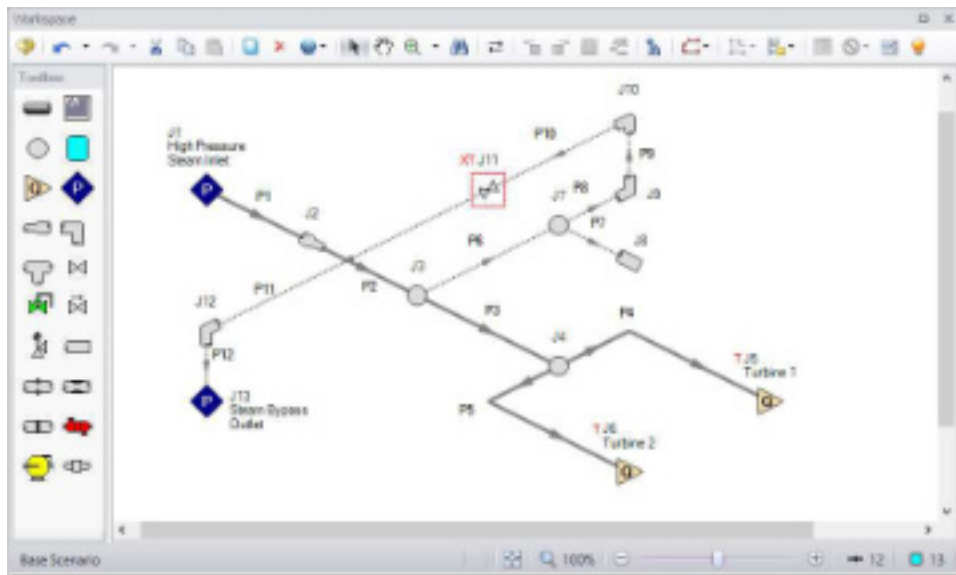 Workspace
Toolbox
J10
P10
J1
High Pressure
Steam Inlet
XT J11
P9
P1
J7
P8
J9
J2
P7
P6
J8
J3
P11
P2
J12
P3
P4
J4
P12
T J5
Turbine 1
J13
Steam Bypass
Outlet
P5
T J6
Turbine 2
Base Scenario
100%
12
13